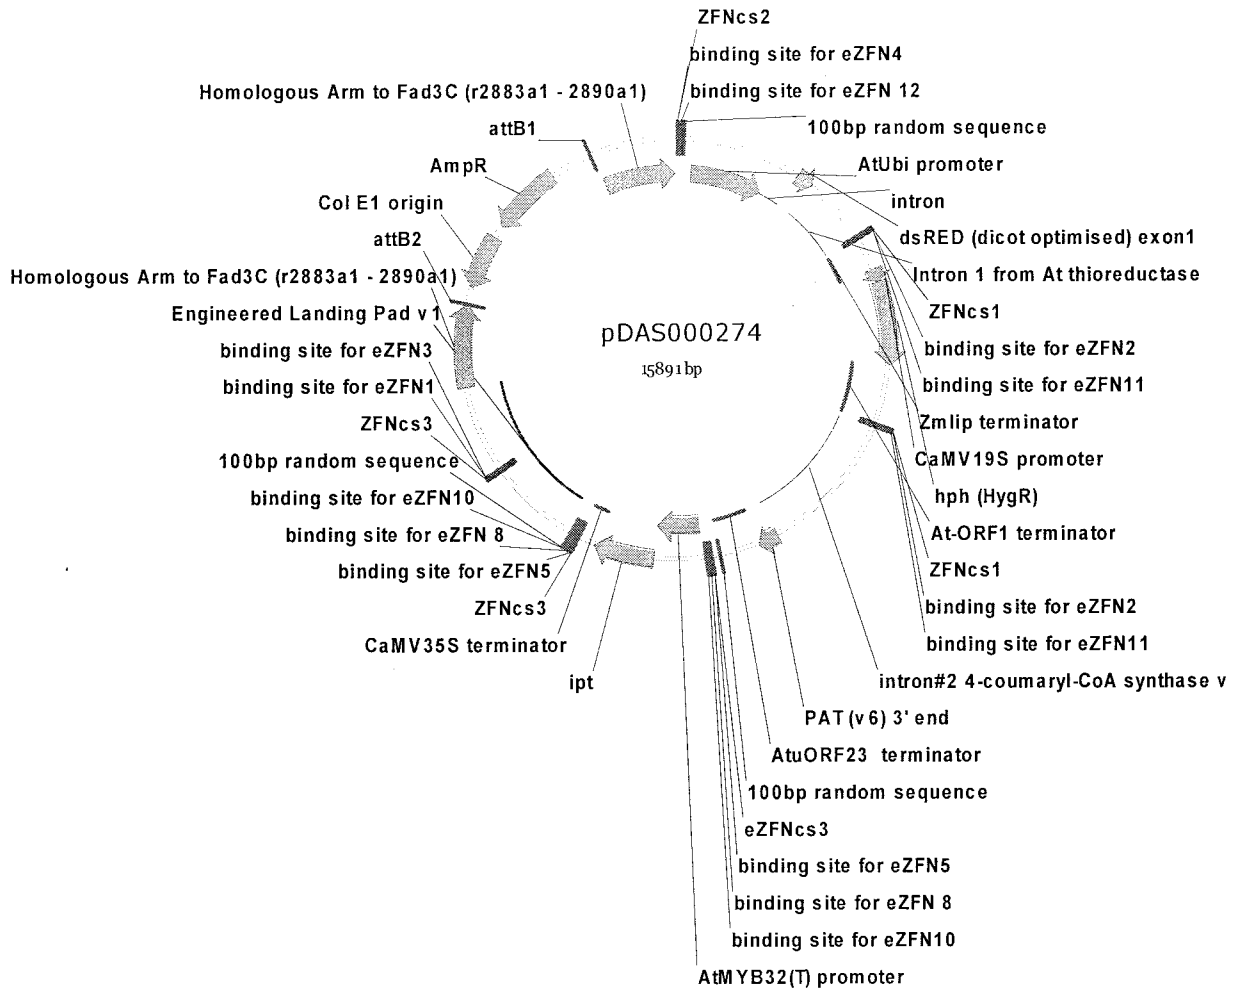 ZFNcs2
binding site for eZFN4
Homologous Arm to Fad3C (r2883a1 - 2890a1)
binding site for eZFN 12
attB1
100bp random sequence
AmpR
AtUbi promoter
Col E1 origin
intron
attB2
dsRED (dicot optimised) exon1
Homologous Arm to Fad3C (r2883a1 - 2890a1)
Intron 1 from At thioreductase
Engineered Landing Pad v1
ZFNcs1
pDAS000274
15891 bp
binding site for eZFN3
binding site for eZFN2
binding site for eZFN1
binding site for eZFN11
ZFNcs3
Zmlip terminator
100bp random sequence
CaMV19S promoter
binding site for eZFN10
hph (HygR)
binding site for eZFN 8
At-ORF1 terminator
binding site for eZFN5
ZFNcs1
ZFNcs3
binding site for eZFN2
CaMV35S terminator
binding site for eZFN11
ipt
intron#2 4-coumaryl-CoA synthase v
PAT(v6) 3' end
AtuORF23 terminator
100bp random sequence
eZFNcs3
binding site for eZFN5
binding site for eZFN 8
binding site for eZFN10
AtMYB32(T) promoter